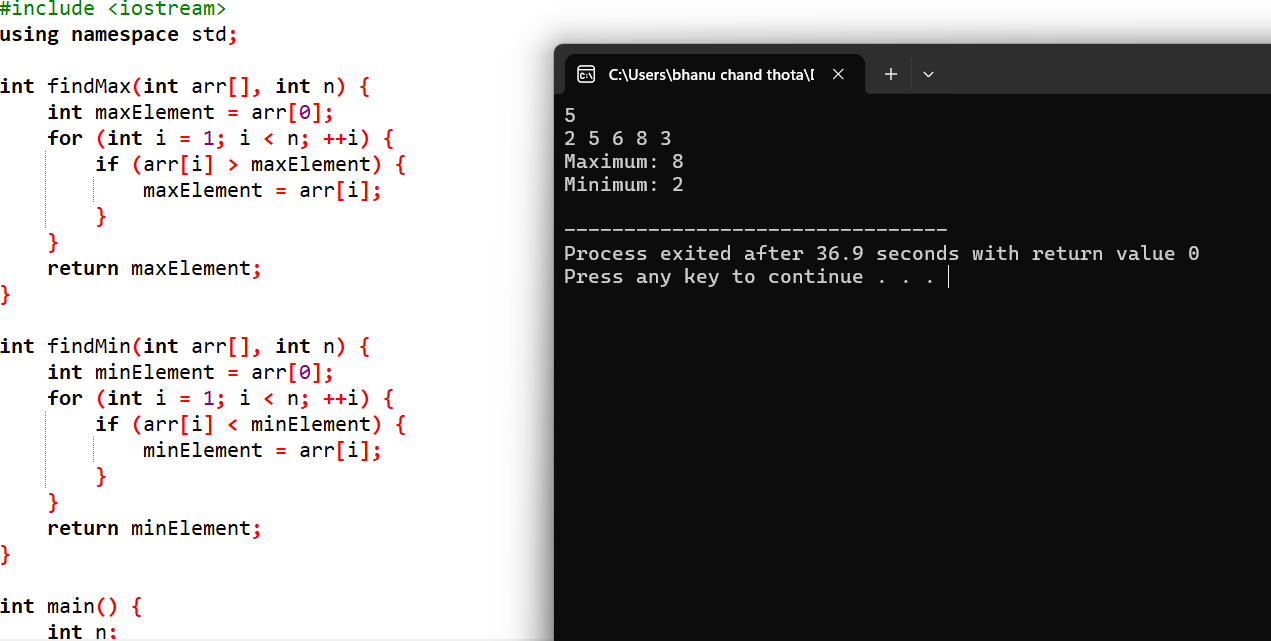 #include <iostream>
using namespace std;
int findMax(int arr[], int n) {
int maxElement = arr[0];
for (int i = 1; i < n; ++i) {
if (arr[i] > maxElement) {
maxElement = arr[i];
}
}
return maxElement;
}
int findMin(int arr[], int n) {
int minElement = arr[0];
for (int i = 1; i < n; ++i) {
if (arr[i] < minElement) {
minElement = arr[i];
}
}
return minElement;
}
int main() {
int n;
C:\Users\bhanu chand thota\
5
2 5 6 8 3
Maximum: 8
Minimum: 2
--------------------------------
Process exited after 36.9 seconds with return value 0
Press any key to continue . . .